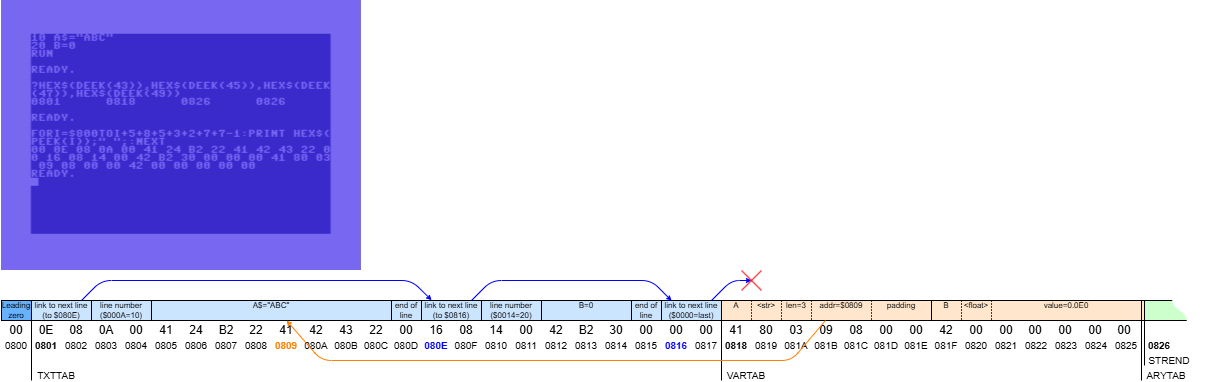 10 A$="ABC"
20 B=0
RUN
READY.
?HEX$(DEEK(43)),HEX$(DEEK(45)),HEX$(DEEK
(47)),HEX$(DEEK(49))
0801 0818 0826 0826
READY.
FORI=$800TOI+5+8+5+3+2+7+7-1:PRINT HEX$(
PEEK(I));" ";:NEXT
00 0E 08 0A 00 41 24 B2 22 41 42 43 22 0
0 16 08 14 00 42 B2 30 00 00 00 41 80 03
09 08 00 00 42 00 00 00 00 00 00
READY.
Leading zero link to next line (to $080E) line number ($000A=10) A$="ABC" end of line link to next line (to $0816) line number ($0014=20) B=0 end of line link to next line ($0000=last) A <str> len=3 addr=$0809 padding B <float> value=0.0E0
00 0E 08 0A 00 41 24 B2 22 41 42 43 22 00 16 08 14 00 42 B2 30 00 00 00 41 80 03 09 08 00 00 42 00 00 00 00 00 00
0800 0801 0802 0803 0804 0805 0806 0807 0808 0809 080A 080B 080C 080D 080E 080F 0810 0811 0812 0813 0814 0815 0816 0817 0818 0819 081A 081B 081C 081D 081E 081F 0820 0821 0822 0823 0824 0825 0826
STREND
TXTTAB VARTAB ARYTAB